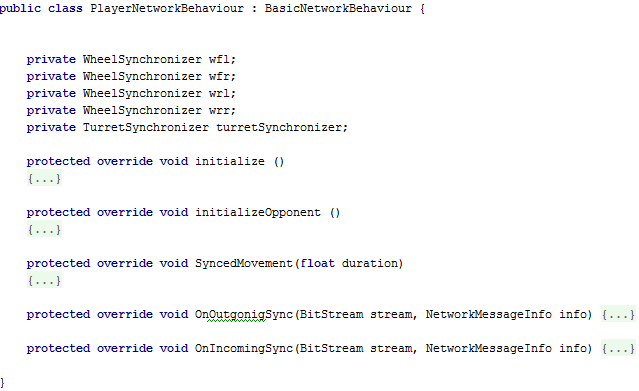 public class PlayerNetworkBehaviour : BasicNetworkBehaviour {
private WheelSynchronizer wfl;
private WheelSynchronizer wfr;
private WheelSynchronizer wrl;
private WheelSynchronizer wrr;
private TurretSynchronizer turretSynchronizer;
protected override void initialize ()
{...}
protected override void initializeOpponent ()
{...}
protected override void SyncedMovement(float duration)
{...}
protected override void OnOutgonigSync(BitStream stream, NetworkMessageInfo info) {...}
protected override void OnIncomingSync(BitStream stream, NetworkMessageInfo info) {...}
}